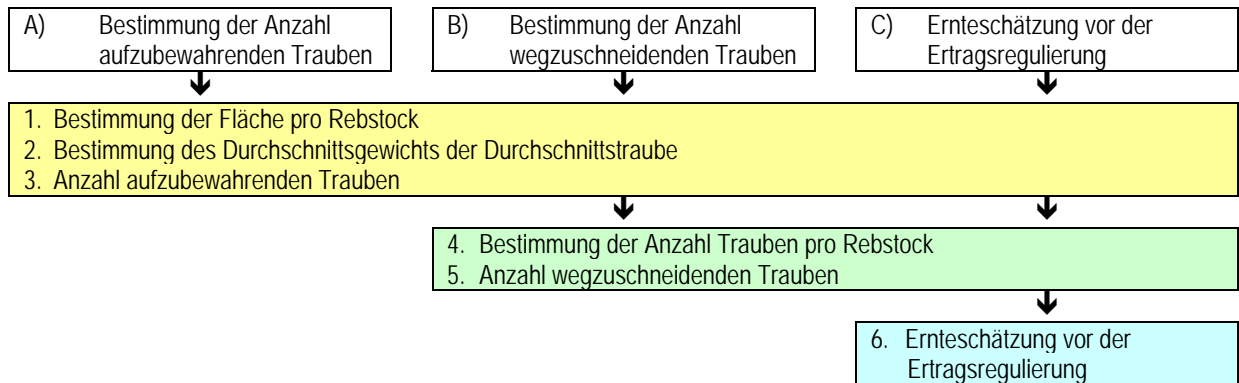 A) Bestimmung der Anzahl
aufzubewahrenden Trauben
B) Bestimmung der Anzahl
wegzuschneidenden Trauben
C) Ernteschätzung vor der
Ertragsregulierung
1. Bestimmung der Fläche pro Rebstock
2. Bestimmung des Durchschnittsgewichts der Durchschnittstraube
3. Anzahl aufzubewahrenden Trauben
4. Bestimmung der Anzahl Trauben pro Rebstock
5. Anzahl wegzuschneidenden Trauben
6. Ernteschätzung vor der
Ertragsregulierung